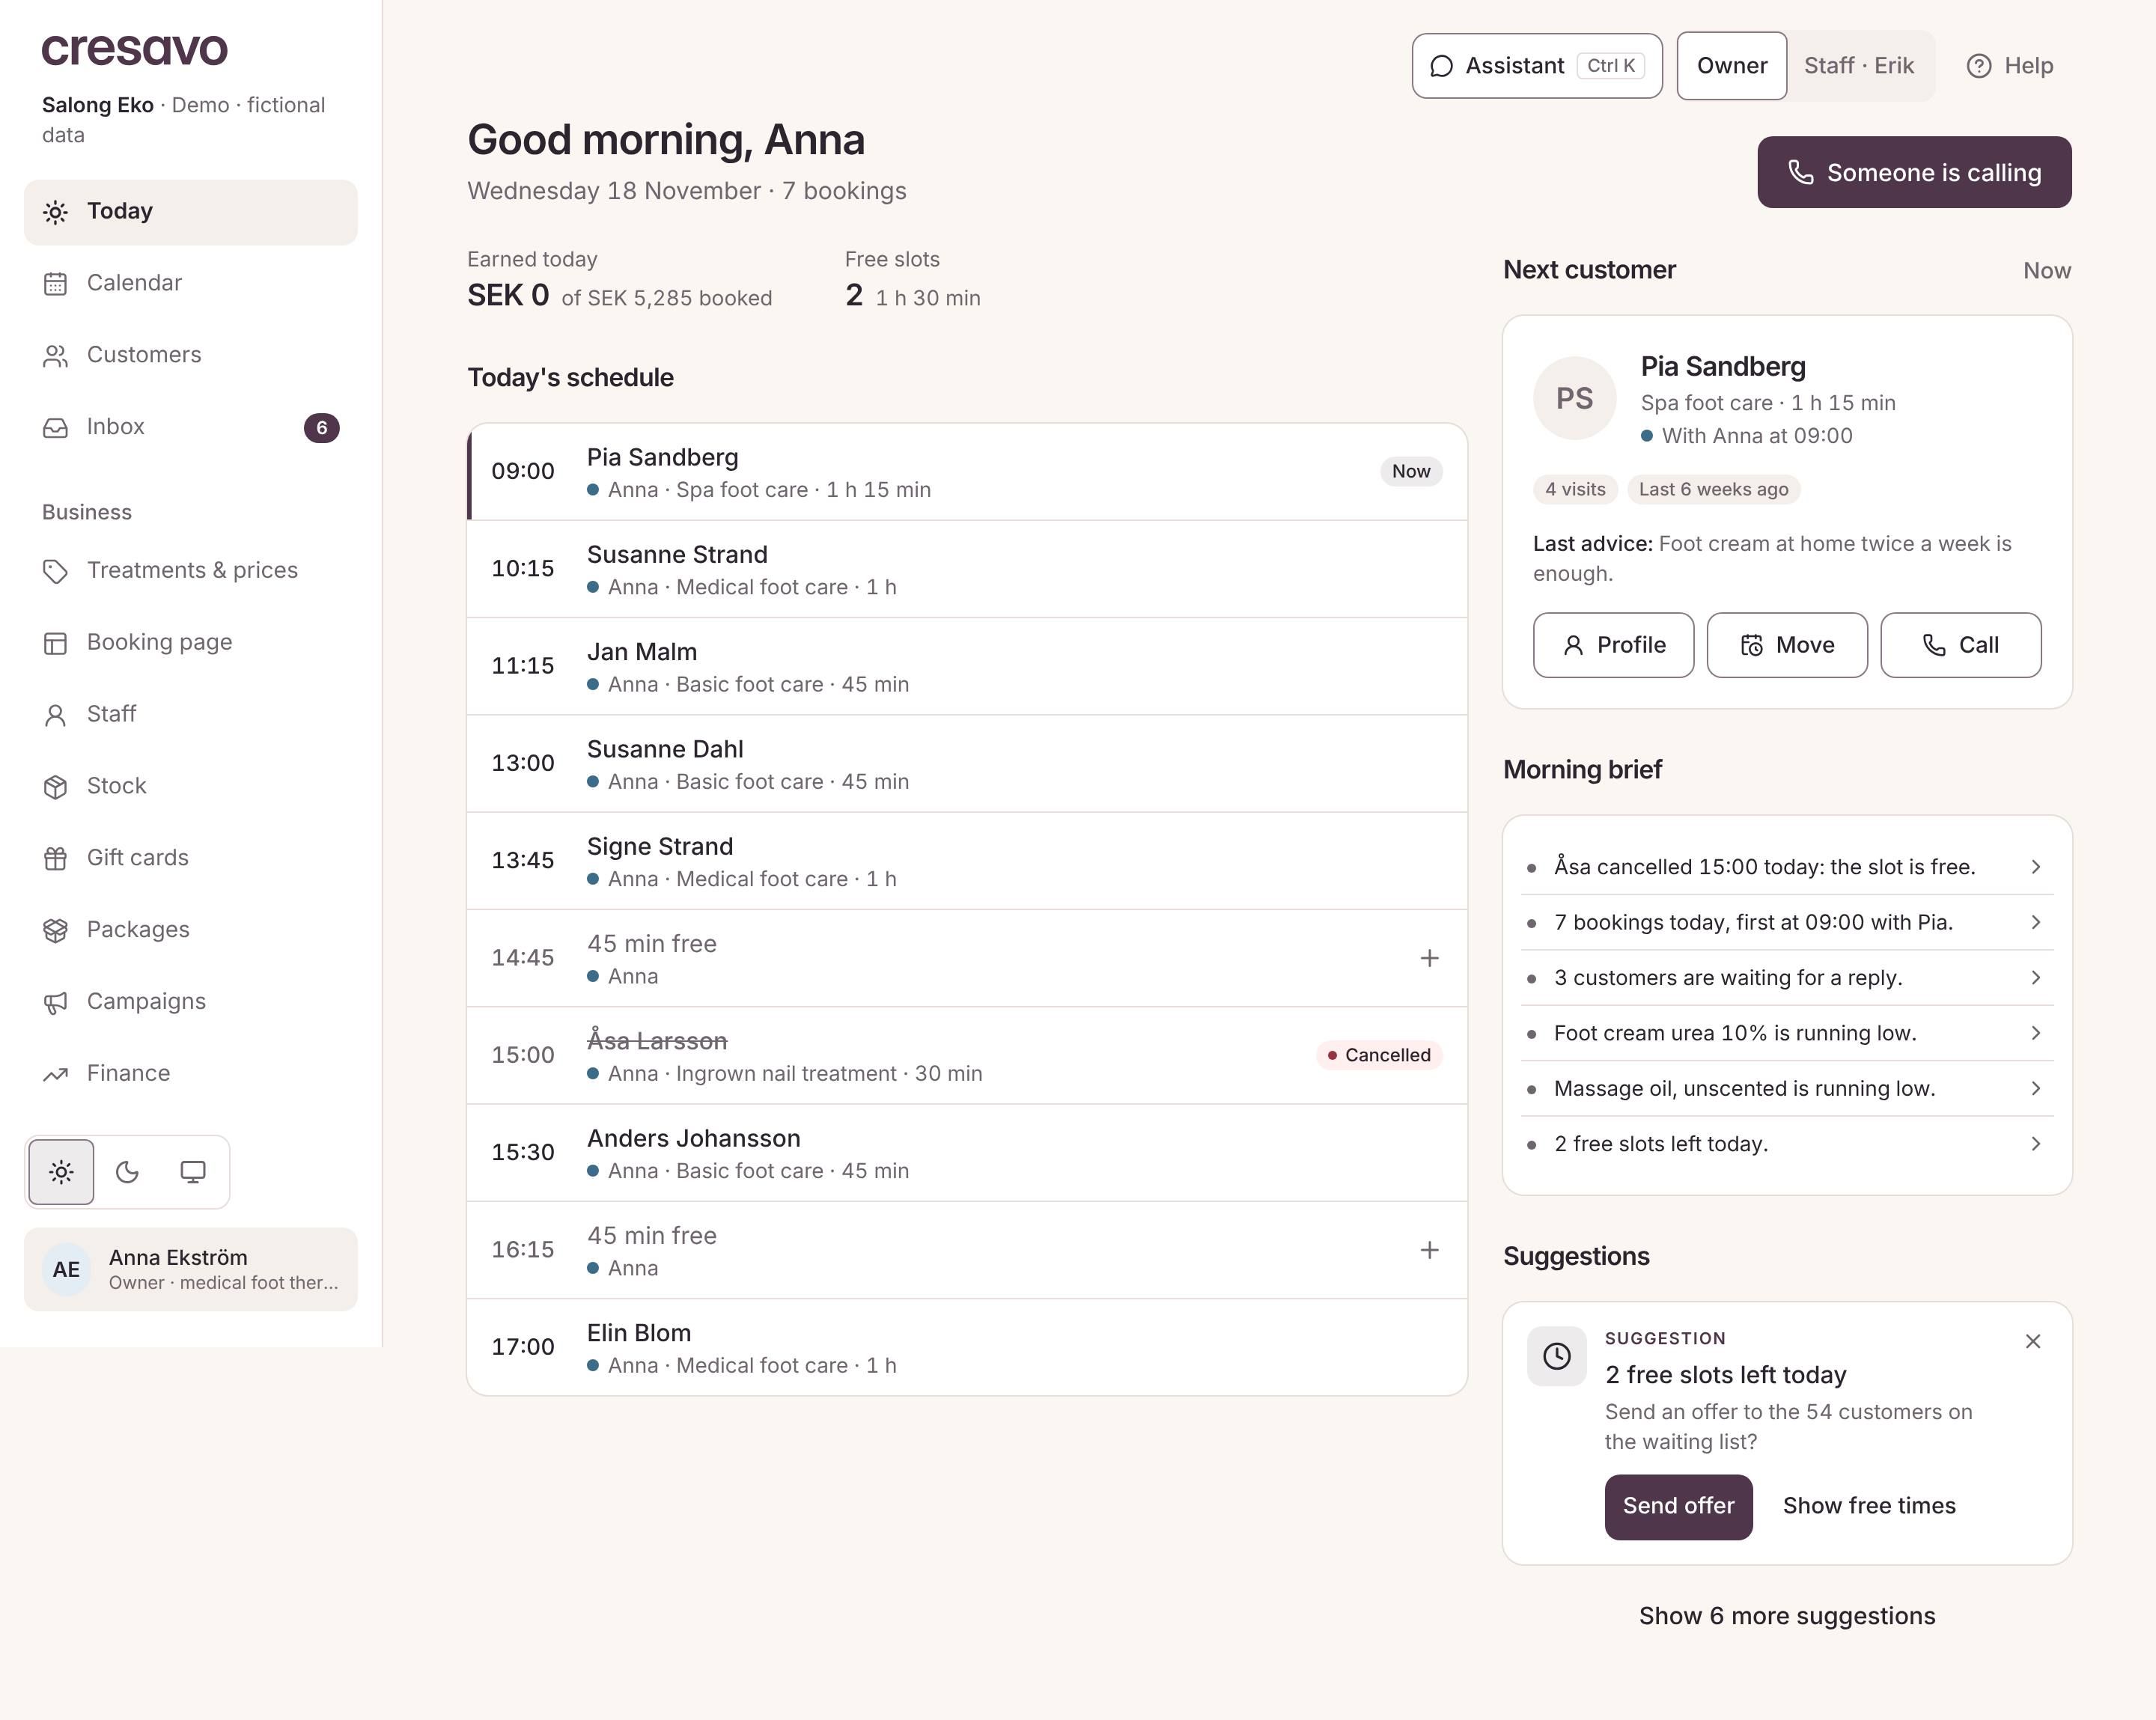 cresavo
Salong Eko · Demo · fictional
data
Today
Calendar
Customers
Inbox
6
Business
Treatments & prices
Booking page
Staff
Stock
Gift cards
Packages
Campaigns
Finance
AE
Anna Ekström
Owner · medical foot ther...
Assistant
Ctrl K
Owner
Staff · Erik
Help
Good morning, Anna
Wednesday 18 November · 7 bookings
Someone is calling
Earned today
SEK 0 of SEK 5,285 booked
Free slots
2 1 h 30 min
Today's schedule
09:00
Pia Sandberg
Anna · Spa foot care · 1 h 15 min
Now
10:15
Susanne Strand
Anna · Medical foot care · 1 h
11:15
Jan Malm
Anna · Basic foot care · 45 min
13:00
Susanne Dahl
Anna · Basic foot care · 45 min
13:45
Signe Strand
Anna · Medical foot care · 1 h
14:45
45 min free
Anna
15:00
Åsa Larsson
Anna · Ingrown nail treatment · 30 min
Cancelled
15:30
Anders Johansson
Anna · Basic foot care · 45 min
16:15
45 min free
Anna
17:00
Elin Blom
Anna · Medical foot care · 1 h
Next customer
Now
PS
Pia Sandberg
Spa foot care · 1 h 15 min
With Anna at 09:00
4 visits
Last 6 weeks ago
Last advice: Foot cream at home twice a week is
enough.
Profile
Move
Call
Morning brief
Åsa cancelled 15:00 today: the slot is free.
7 bookings today, first at 09:00 with Pia.
3 customers are waiting for a reply.
Foot cream urea 10% is running low.
Massage oil, unscented is running low.
2 free slots left today.
Suggestions
SUGGESTION
2 free slots left today
Send an offer to the 54 customers on
the waiting list?
Send offer
Show free times
Show 6 more suggestions